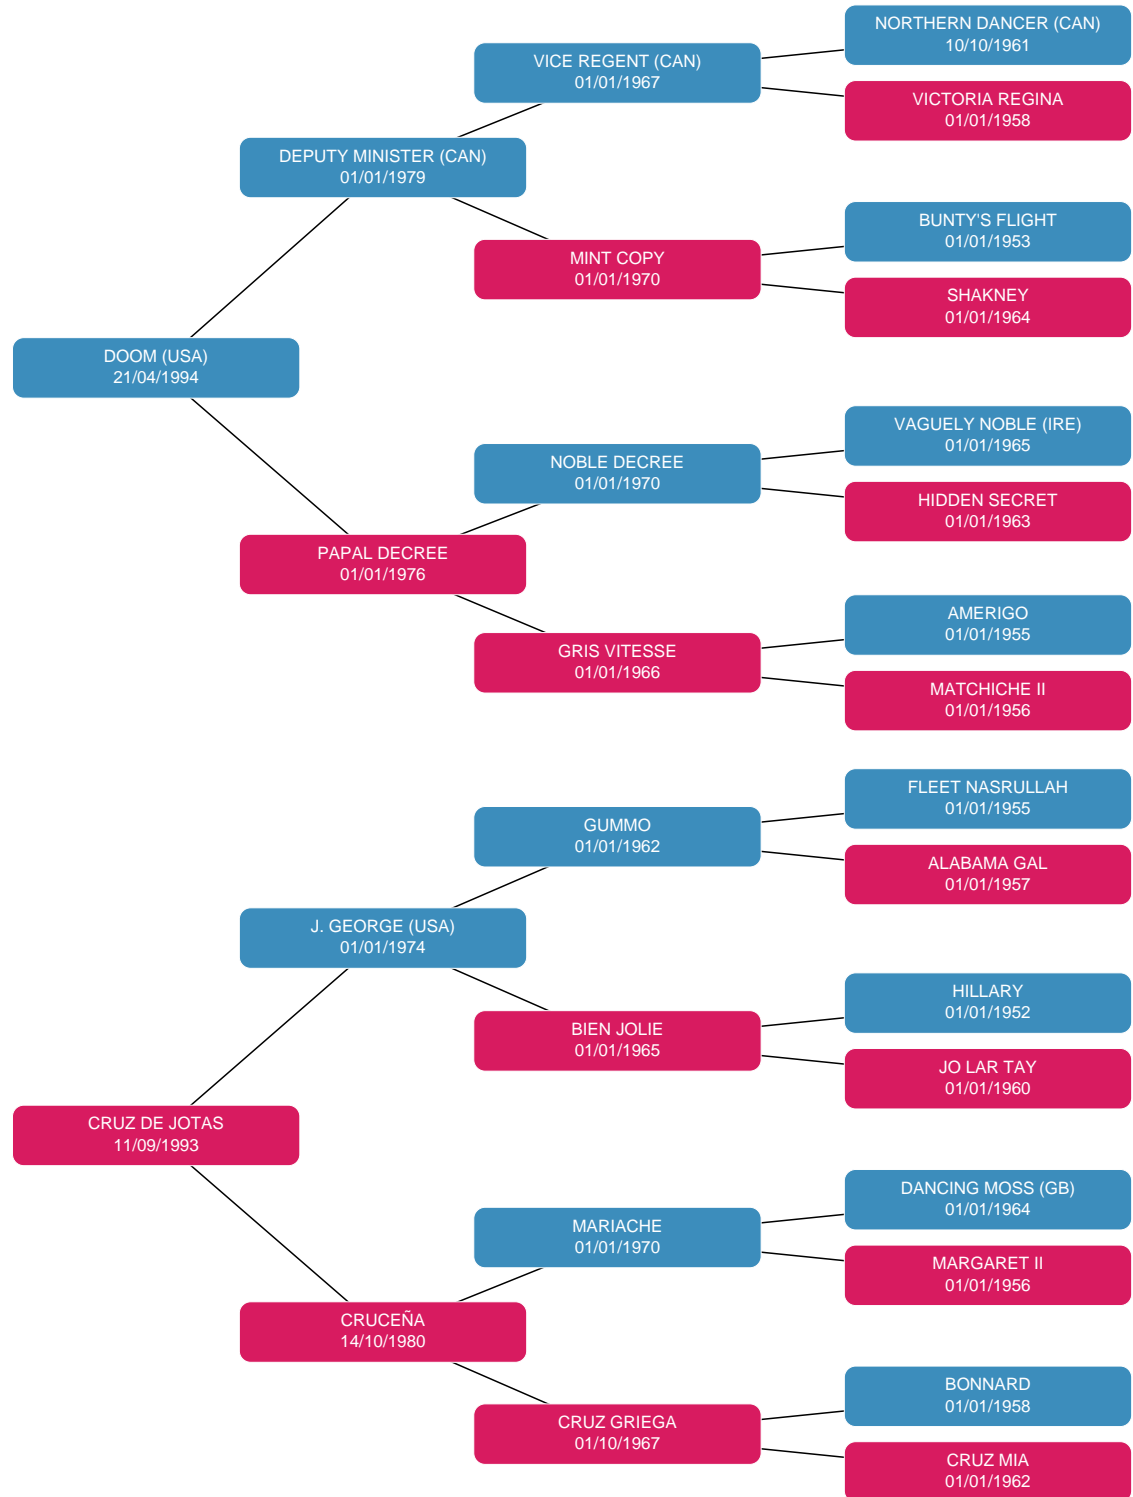 NORTHERN DANCER (CAN)
10/10/1961
VICE REGENT (CAN)
01/01/1967
VICTORIA REGINA
01/01/1958
DEPUTY MINISTER (CAN)
01/01/1979
BUNTY'S FLIGHT
01/01/1953
MINT COPY
01/01/1970
SHAKNEY
01/01/1964
DOOM (USA)
21/04/1994
VAGUELY NOBLE (IRE)
01/01/1965
NOBLE DECREE
01/01/1970
HIDDEN SECRET
01/01/1963
PAPAL DECREE
01/01/1976
AMERIGO
01/01/1955
GRIS VITESSE
01/01/1966
MATCHICHE II
01/01/1956
FLEET NASRULLAH
01/01/1955
GUMMO
01/01/1962
ALABAMA GAL
01/01/1957
J. GEORGE (USA)
01/01/1974
HILLARY
01/01/1952
BIEN JOLIE
01/01/1965
JO LAR TAY
01/01/1960
CRUZ DE JOTAS
11/09/1993
DANCING MOSS (GB)
01/01/1964
MARIACHE
01/01/1970
MARGARET II
01/01/1956
CRUCEÑA
14/10/1980
BONNARD
01/01/1958
CRUZ GRIEGA
01/10/1967
CRUZ MIA
01/01/1962